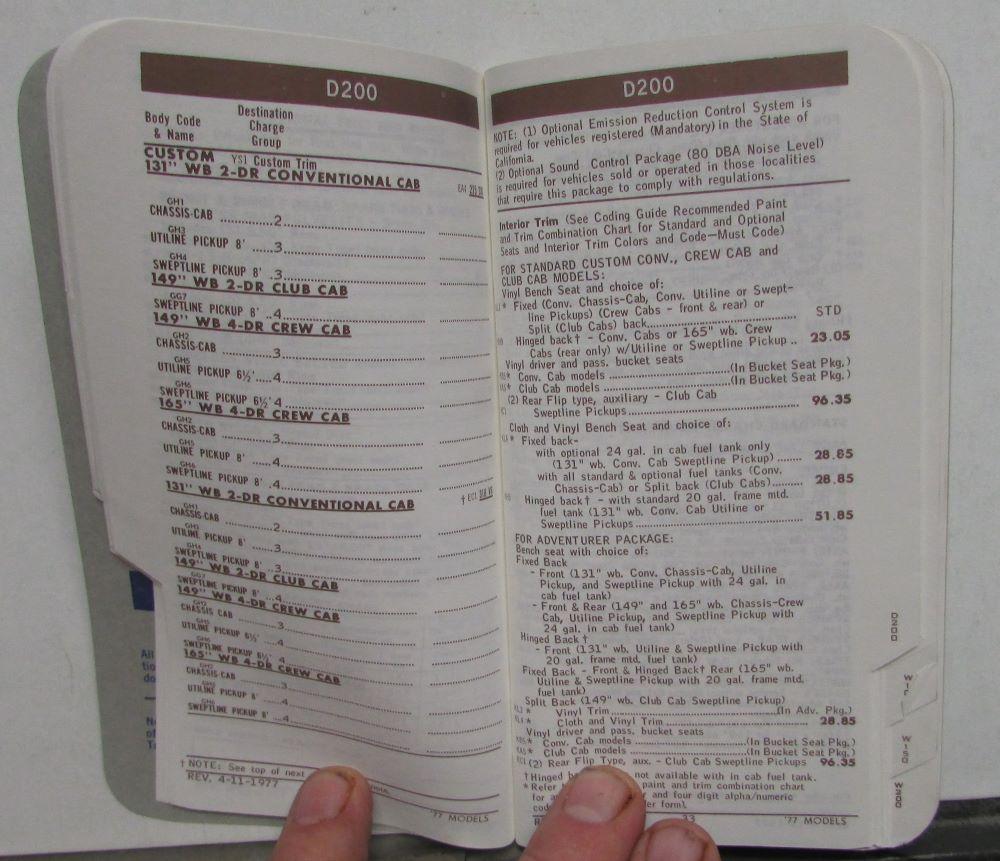 D200
Body Code
& Name
Destination
Charge
Group
CUSTOM YS1 Custom Trim
131" WB 2-DR CONVENTIONAL CAB
GH1
CHASSIS-CAB ................2
GH3
UTILINE PICKUP 8' ......3
GH4
SWEPTLINE PICKUP 8' .3
149" WB 2-DR CLUB CAB
GG7
SWEPTLINE PICKUP 8' ..4
149" WB 4-DR CREW CAB
GH2
CHASSIS-CAB ...............3
GH5
UTILINE PICKUP 6½'....4
GH6
SWEPTLINE PICKUP 6½' 4
165" WB 4-DR CREW CAB
GH2
CHASSIS-CAB ...............3
GH5
UTILINE PICKUP 8' .......4
GH6
SWEPTLINE PICKUP 8' .4
131" WB 2-DR CONVENTIONAL CAB
GH1
CHASSIS-CAB ...............2
GH3
UTILINE PICKUP 8' .......3
GH4
SWEPTLINE PICKUP 8' ..3
149" WB 2-DR CLUB CAB
GG7
SWEPTLINE PICKUP 8' ...4
149" WB 4-DR CREW CAB
GH2
CHASSIS CAB ..............3
GH5
UTILINE PICKUP 6½' .....4
GH6
SWEPTLINE PICKUP 6½' 4
165" WB 4-DR CREW CAB
GH2
CHASSIS-CAB ..............3
GH5
UTILINE PICKUP 8' ......4
GH6
SWEPTLINE PICKUP 8' ...4
† NOTE: See top of next
REV. 4-11-1977
'77 MODELS
D200
NOTE: (1) Optional Emission Reduction Control System is
required for vehicles registered (Mandatory) in the State of
California.
(2) Optional Sound Control Package (80 DBA Noise Level)
is required for vehicles sold or operated in those localities
that require this package to comply with regulations.
Interior Trim (See Coding Guide Recommended Paint
and Trim Combination Chart for Standard and Optional
Seats and Interior Trim Colors and Code—Must Code)
FOR STANDARD CUSTOM CONV., CREW CAB and
CLUB CAB MODELS:
Vinyl Bench Seat and choice of:
* Fixed (Conv. Chassis-Cab, Conv. Utiline or Swept-
line Pickups) (Crew Cabs - front & rear) or
Split (Club Cabs) back........................................ STD
Hinged back† - Conv. Cabs or 165" wb. Crew
Cabs (rear only) w/Utiline or Sweptline Pickup .. 23.05
Vinyl driver and pass. bucket seats
* Conv. Cab models ..............................(In Bucket Seat Pkg.)
* Club Cab models ................................(In Bucket Seat Pkg.)
(2) Rear Flip type, auxiliary - Club Cab
Sweptline Pickups............................................... 96.35
Cloth and Vinyl Bench Seat and choice of:
* Fixed back-
with optional 24 gal. in cab fuel tank only
(131" wb. Conv. Cab Sweptline Pickup)....... 28.85
with all standard & optional fuel tanks (Conv.
Chassis-Cab) or Split back (Club Cabs)........ 28.85
Hinged back† - with standard 20 gal. frame mtd.
fuel tank (131" wb. Conv. Cab Utiline or
Sweptline Pickups............................................... 51.85
FOR ADVENTURER PACKAGE:
Bench seat with choice of:
Fixed Back
- Front (131" wb. Conv. Chassis-Cab, Utiline
Pickup, and Sweptline Pickup with 24 gal. in
cab fuel tank)
- Front & Rear (149" and 165" wb. Chassis-Crew
Cab, Utiline Pickup, and Sweptline Pickup with
24 gal. in cab fuel tank)
Hinged Back †
- Front (131" wb. Utiline & Sweptline Pickup with
20 gal. frame mtd. fuel tank)
Fixed Back - Front & Hinged Back† Rear (165" wb.
Utiline & Sweptline Pickup with 20 gal. frame mtd.
fuel tank)
Split Back (149" wb. Club Cab Sweptline Pickup)
* Vinyl Trim..................................................(In Adv. Pkg.)
* Cloth and Vinyl Trim ........................................ 28.85
Vinyl driver and pass. bucket seats
* Conv. Cab models ...............................(In Bucket Seat Pkg.)
* Club Cab models ................................(In Bucket Seat Pkg.)
(2) Rear Flip Type, aux. - Club Cab Sweptline Pickups 96.35
† Hinged not available with in cab fuel tank.
* Refer paint and trim combination chart
for and four digit alpha/numeric
33
'77 MODELS
D200
W150
W200